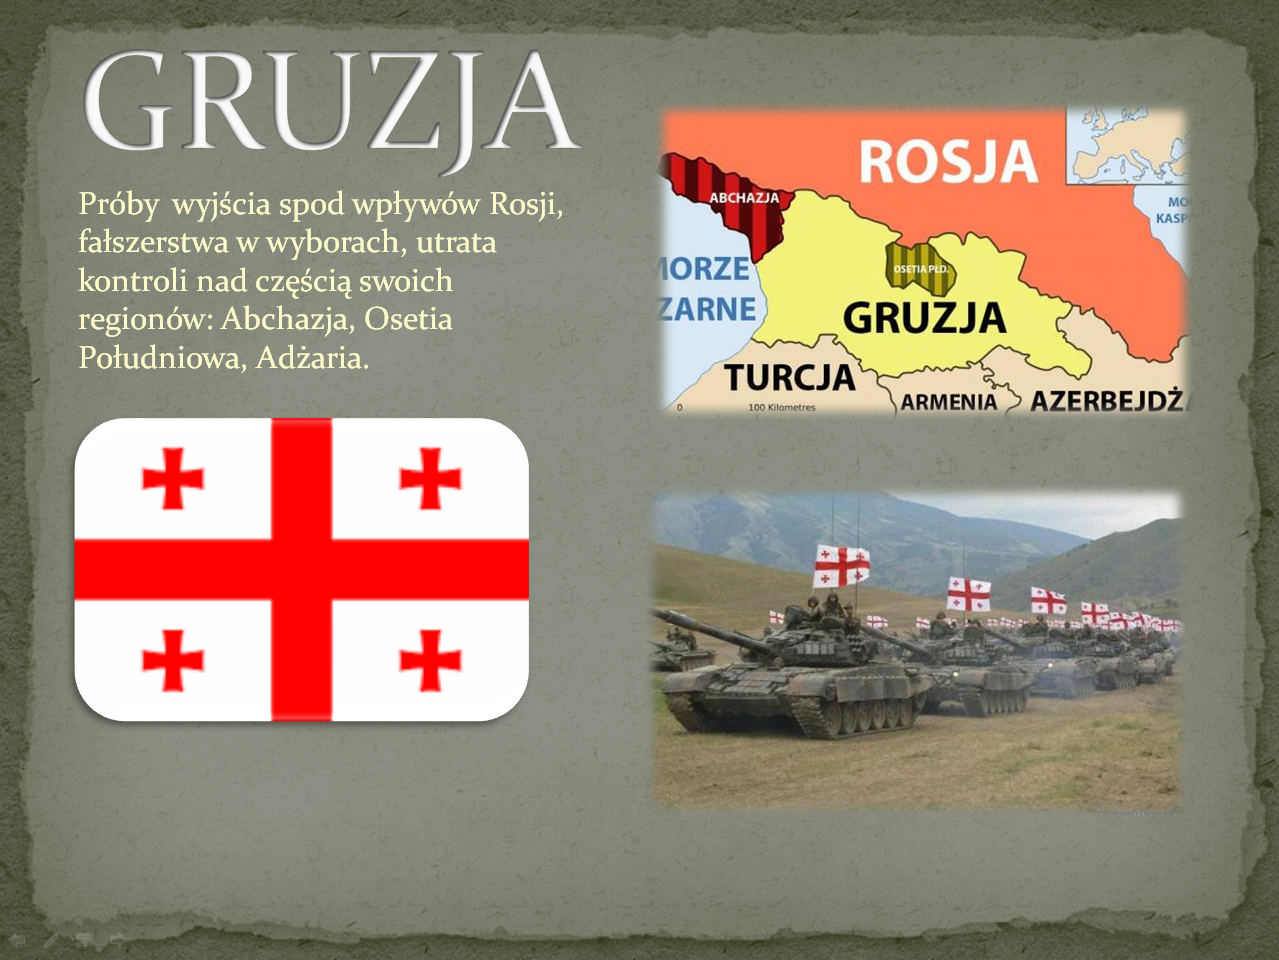 GRUZJA
Próby wyjścia spod wpływów Rosji,
fałszerstwa w wyborach, utrata
kontroli nad częścią swoich
regionów: Abchazja, Osetia
Południowa, Adżaria.
ROSJA
ABCHAZJA
MO
KASP
MORZE
ZARNE
OSETIA PŁD.
GRUZJA
TURCJA
ARMENIA
AZERBEJDŻ
0 100 Kilometres